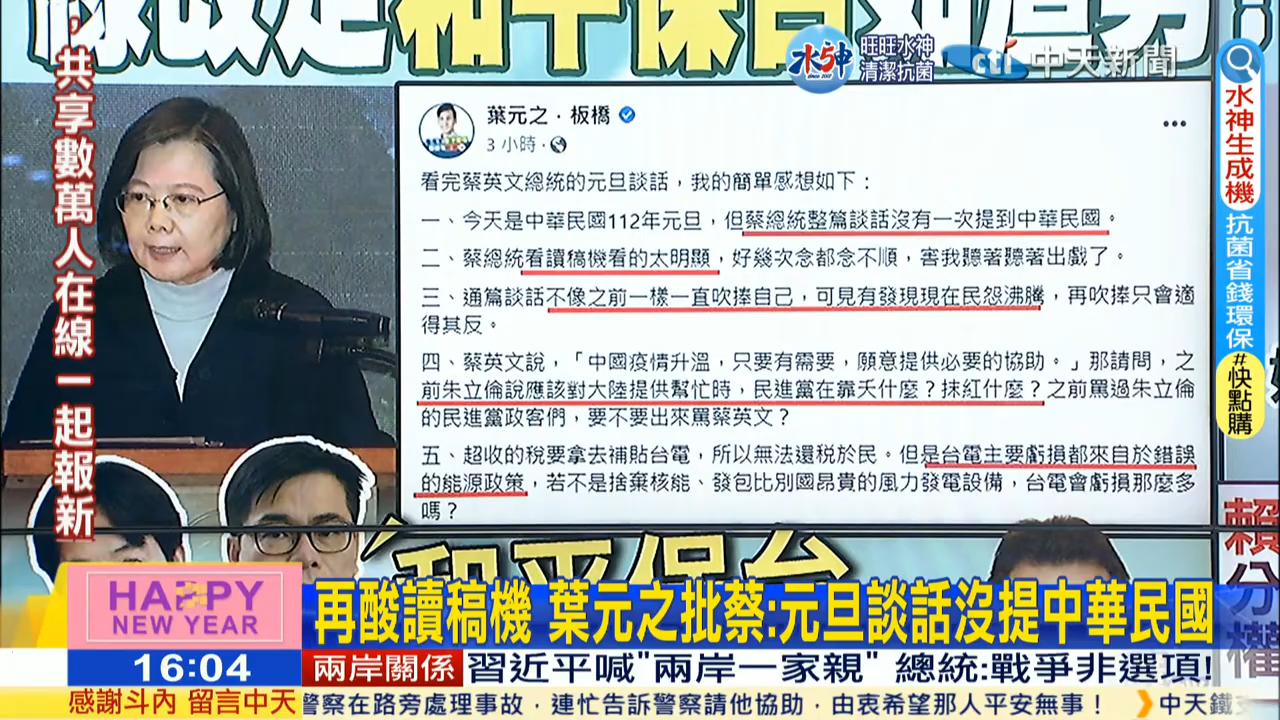 和平保台
水神
Since 2007
旺旺水神
清潔抗菌
cti 中天新聞
，共享數萬人在線一起報新
葉元之．板橋
3 小時
看完蔡英文總統的元旦談話，我的簡單感想如下：
一、今天是中華民國112年元旦，但蔡總統整篇談話沒有一次提到中華民國。
二、蔡總統看讀稿機看的太明顯，好幾次念都念不順，害我聽著聽著出戲了。
三、通篇談話不像之前一樣一直吹捧自己，可見有發現現在民怨沸騰，再吹捧只會適
得其反。
四、蔡英文說，「中國疫情升溫，只要有需要，願意提供必要的協助。」那請問，之
前朱立倫說應該對大陸提供幫忙時，民進黨在靠夭什麼？抹紅什麼？之前罵過朱立倫
的民進黨政客們，要不要出來罵蔡英文？
五、超收的稅要拿去補貼台電，所以無法還稅於民。但是台電主要虧損都來自於錯誤
的能源政策，若不是捨棄核能、發包比別國昂貴的風力發電設備，台電會虧損那麼多
嗎？
水神生成機
抗菌省錢環保
#快點購
和平保台
賴分權
HAPPY
NEW YEAR
再酸讀稿機 葉元之批蔡:元旦談話沒提中華民國
16:04
兩岸關係 習近平喊"兩岸一家親" 總統:戰爭非選項!
感謝斗內 留言中天
警察在路旁處理事故，連忙告訴警察請他協助，由衷希望那人平安無事！
中天鐵